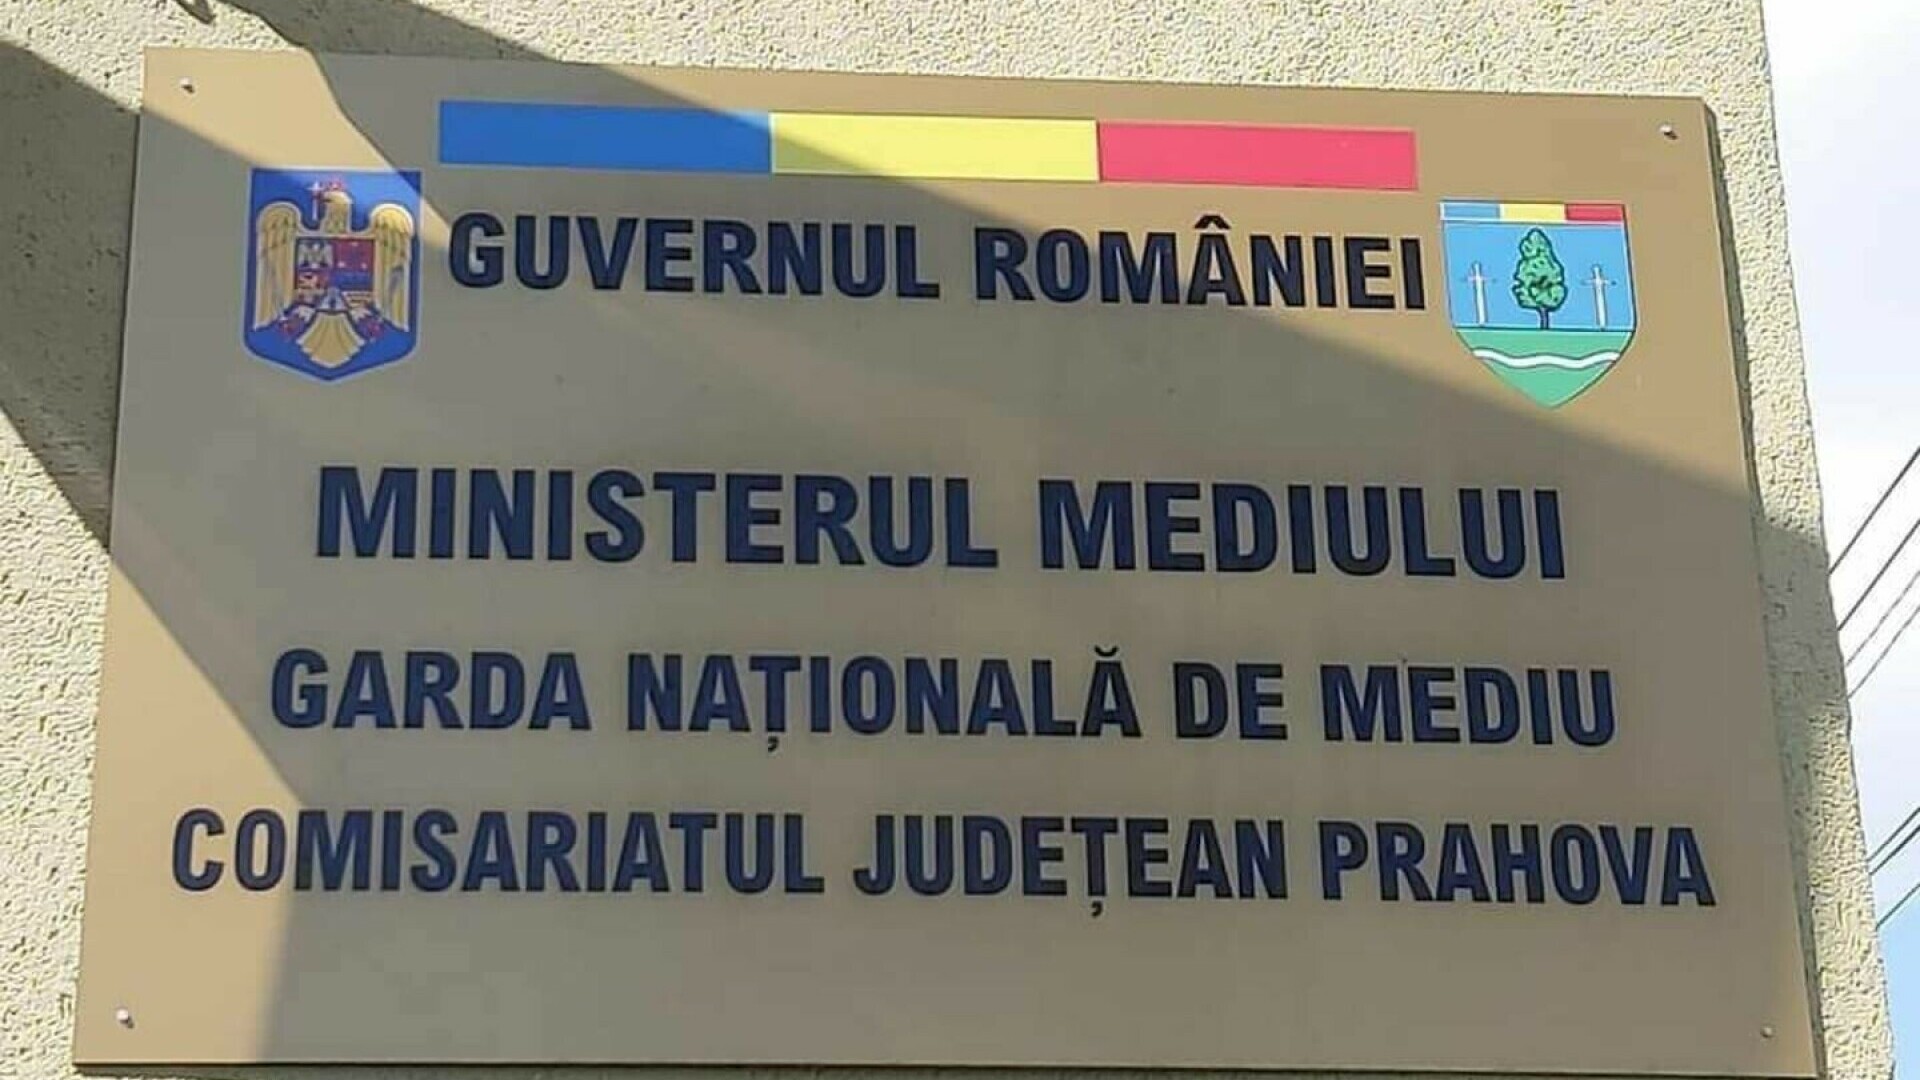 GUVERNUL ROMÂNIEI
MINISTERUL MEDIULUI
GARDA NAȚIONALĂ DE MEDIU
COMISARIATUL JUDEȚEAN PRAHOVA